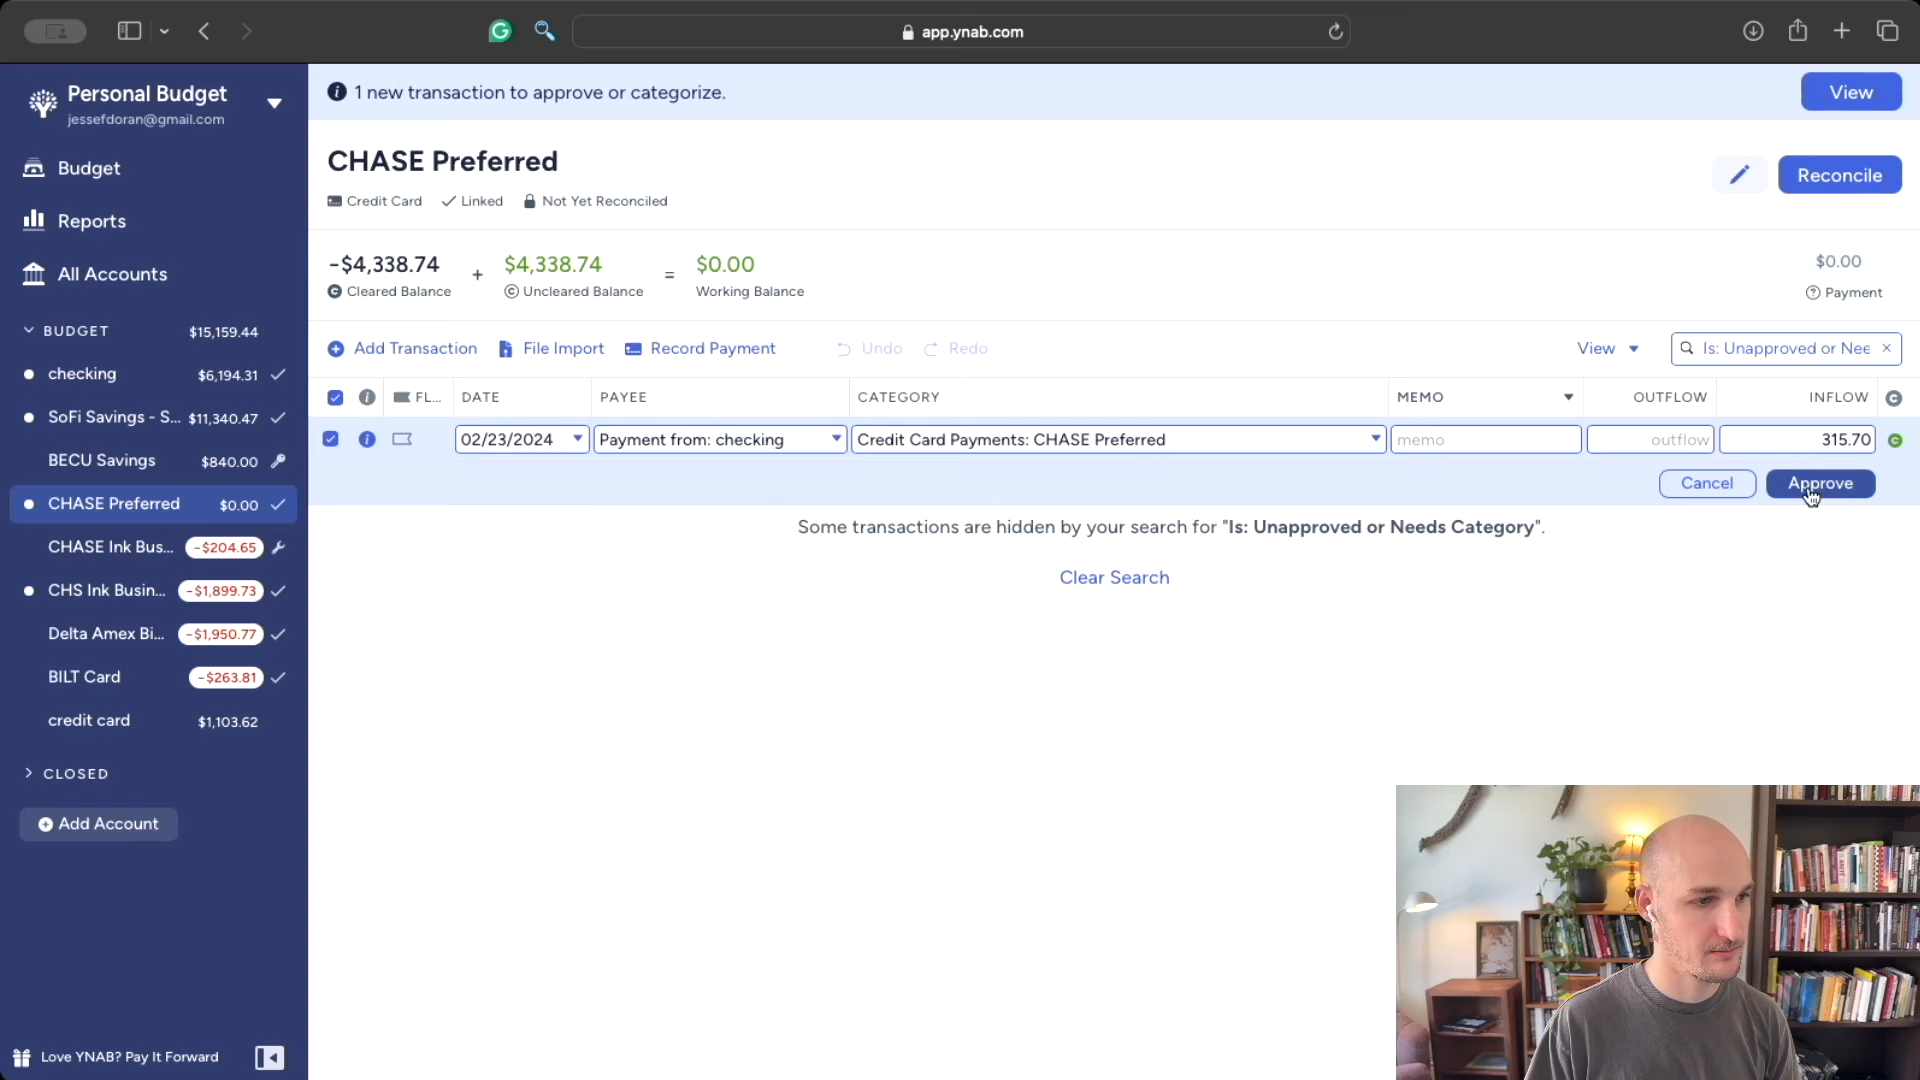 app.ynab.com
Personal Budget
jessefdoran@gmail.com
Budget
Reports
All Accounts
BUDGET $15,159.44
checking $6,194.31
SoFi Savings - S... $11,340.47
BECU Savings $840.00
CHASE Preferred $0.00
CHASE Ink Bus... -$204.65
CHS Ink Busin... -$1,899.73
Delta Amex Bi... -$1,950.77
BILT Card -$263.81
credit card $1,103.62
CLOSED
Add Account
Love YNAB? Pay It Forward
1 new transaction to approve or categorize.
View
CHASE Preferred
Reconcile
Credit Card Linked Not Yet Reconciled
-$4,338.74 + $4,338.74 = $0.00 $0.00
Cleared Balance Uncleared Balance Working Balance Payment
Add Transaction File Import Record Payment Undo Redo View Is: Unapproved or Nee
FL... DATE PAYEE CATEGORY MEMO OUTFLOW INFLOW
02/23/2024 Payment from: checking Credit Card Payments: CHASE Preferred memo outflow 315.70
Cancel Approve
Some transactions are hidden by your search for "Is: Unapproved or Needs Category".
Clear Search